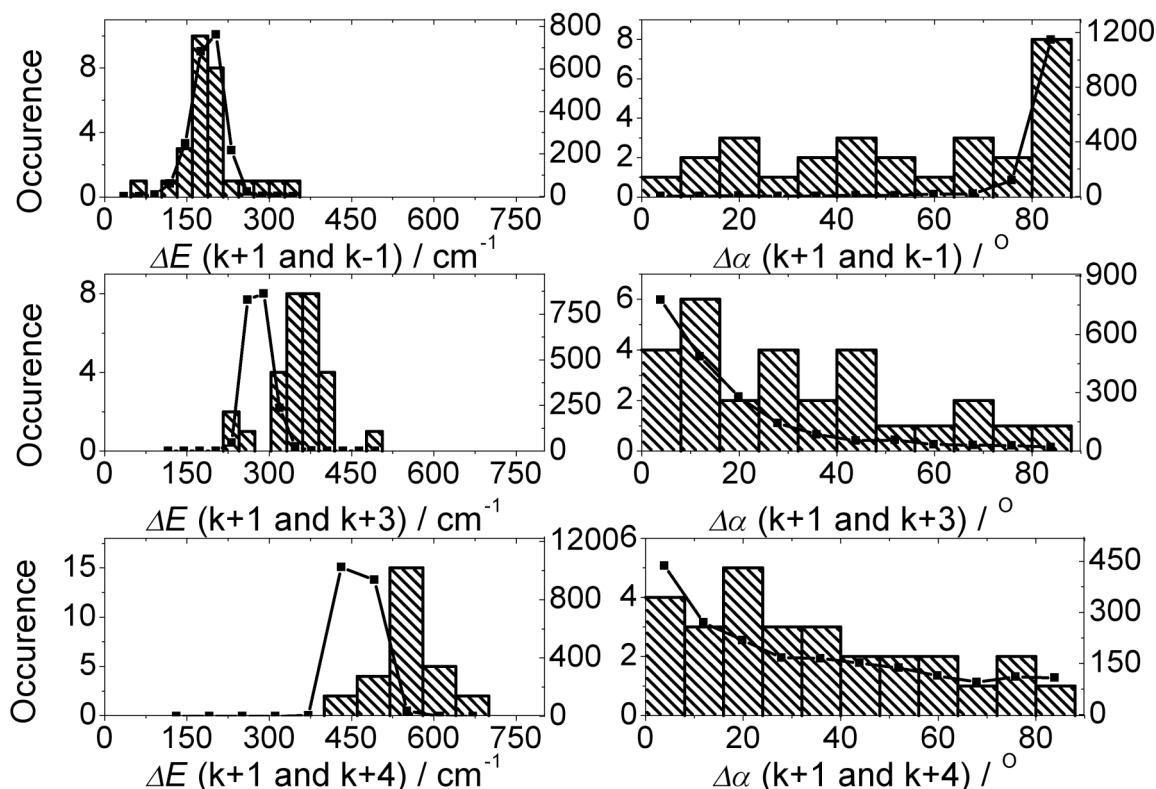 8 4 0
Occurence
800 600 400 200 0
0 150 300 450 600 750
ΔE (k+1 and k-1) / cm⁻¹
8 6 4 2 0
1200 800 400 0
0 20 40 60 80
Δα (k+1 and k-1) / º
8 4 0
Occurence
750 500 250 0
0 150 300 450 600 750
ΔE (k+1 and k+3) / cm⁻¹
6 4 2 0
900 600 300 0
0 20 40 60 80
Δα (k+1 and k+3) / º
15 10 5 0
Occurence
1200 800 400 0
0 150 300 450 600 750
ΔE (k+1 and k+4) / cm⁻¹
6 4 2 0
450 300 150 0
0 20 40 60 80
Δα (k+1 and k+4) / º